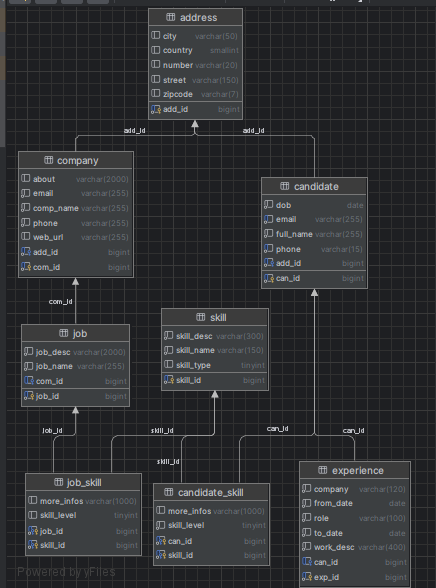 address
city varchar(50)
country smallint
number varchar(20)
street varchar(150)
zipcode varchar(7)
add_id bigint
add_id
add_id
company
about varchar(2000)
email varchar(255)
comp_name varchar(255)
phone varchar(255)
web_url varchar(255)
add_id bigint
com_id bigint
candidate
dob date
email varchar(255)
full_name varchar(255)
phone varchar(15)
add_id bigint
can_id bigint
com_id
job
job_desc varchar(2000)
job_name varchar(255)
com_id bigint
job_id bigint
skill
skill_desc varchar(300)
skill_name varchar(150)
skill_type tinyint
skill_id bigint
job_id
skill_id
skill_id
can_id
can_id
job_skill
more_infos varchar(1000)
skill_level tinyint
job_id bigint
skill_id bigint
candidate_skill
more_infos varchar(1000)
skill_level tinyint
can_id bigint
skill_id bigint
experience
company varchar(120)
from_date date
role varchar(100)
to_date date
work_desc varchar(400)
can_id bigint
exp_id bigint
Powered by yFiles